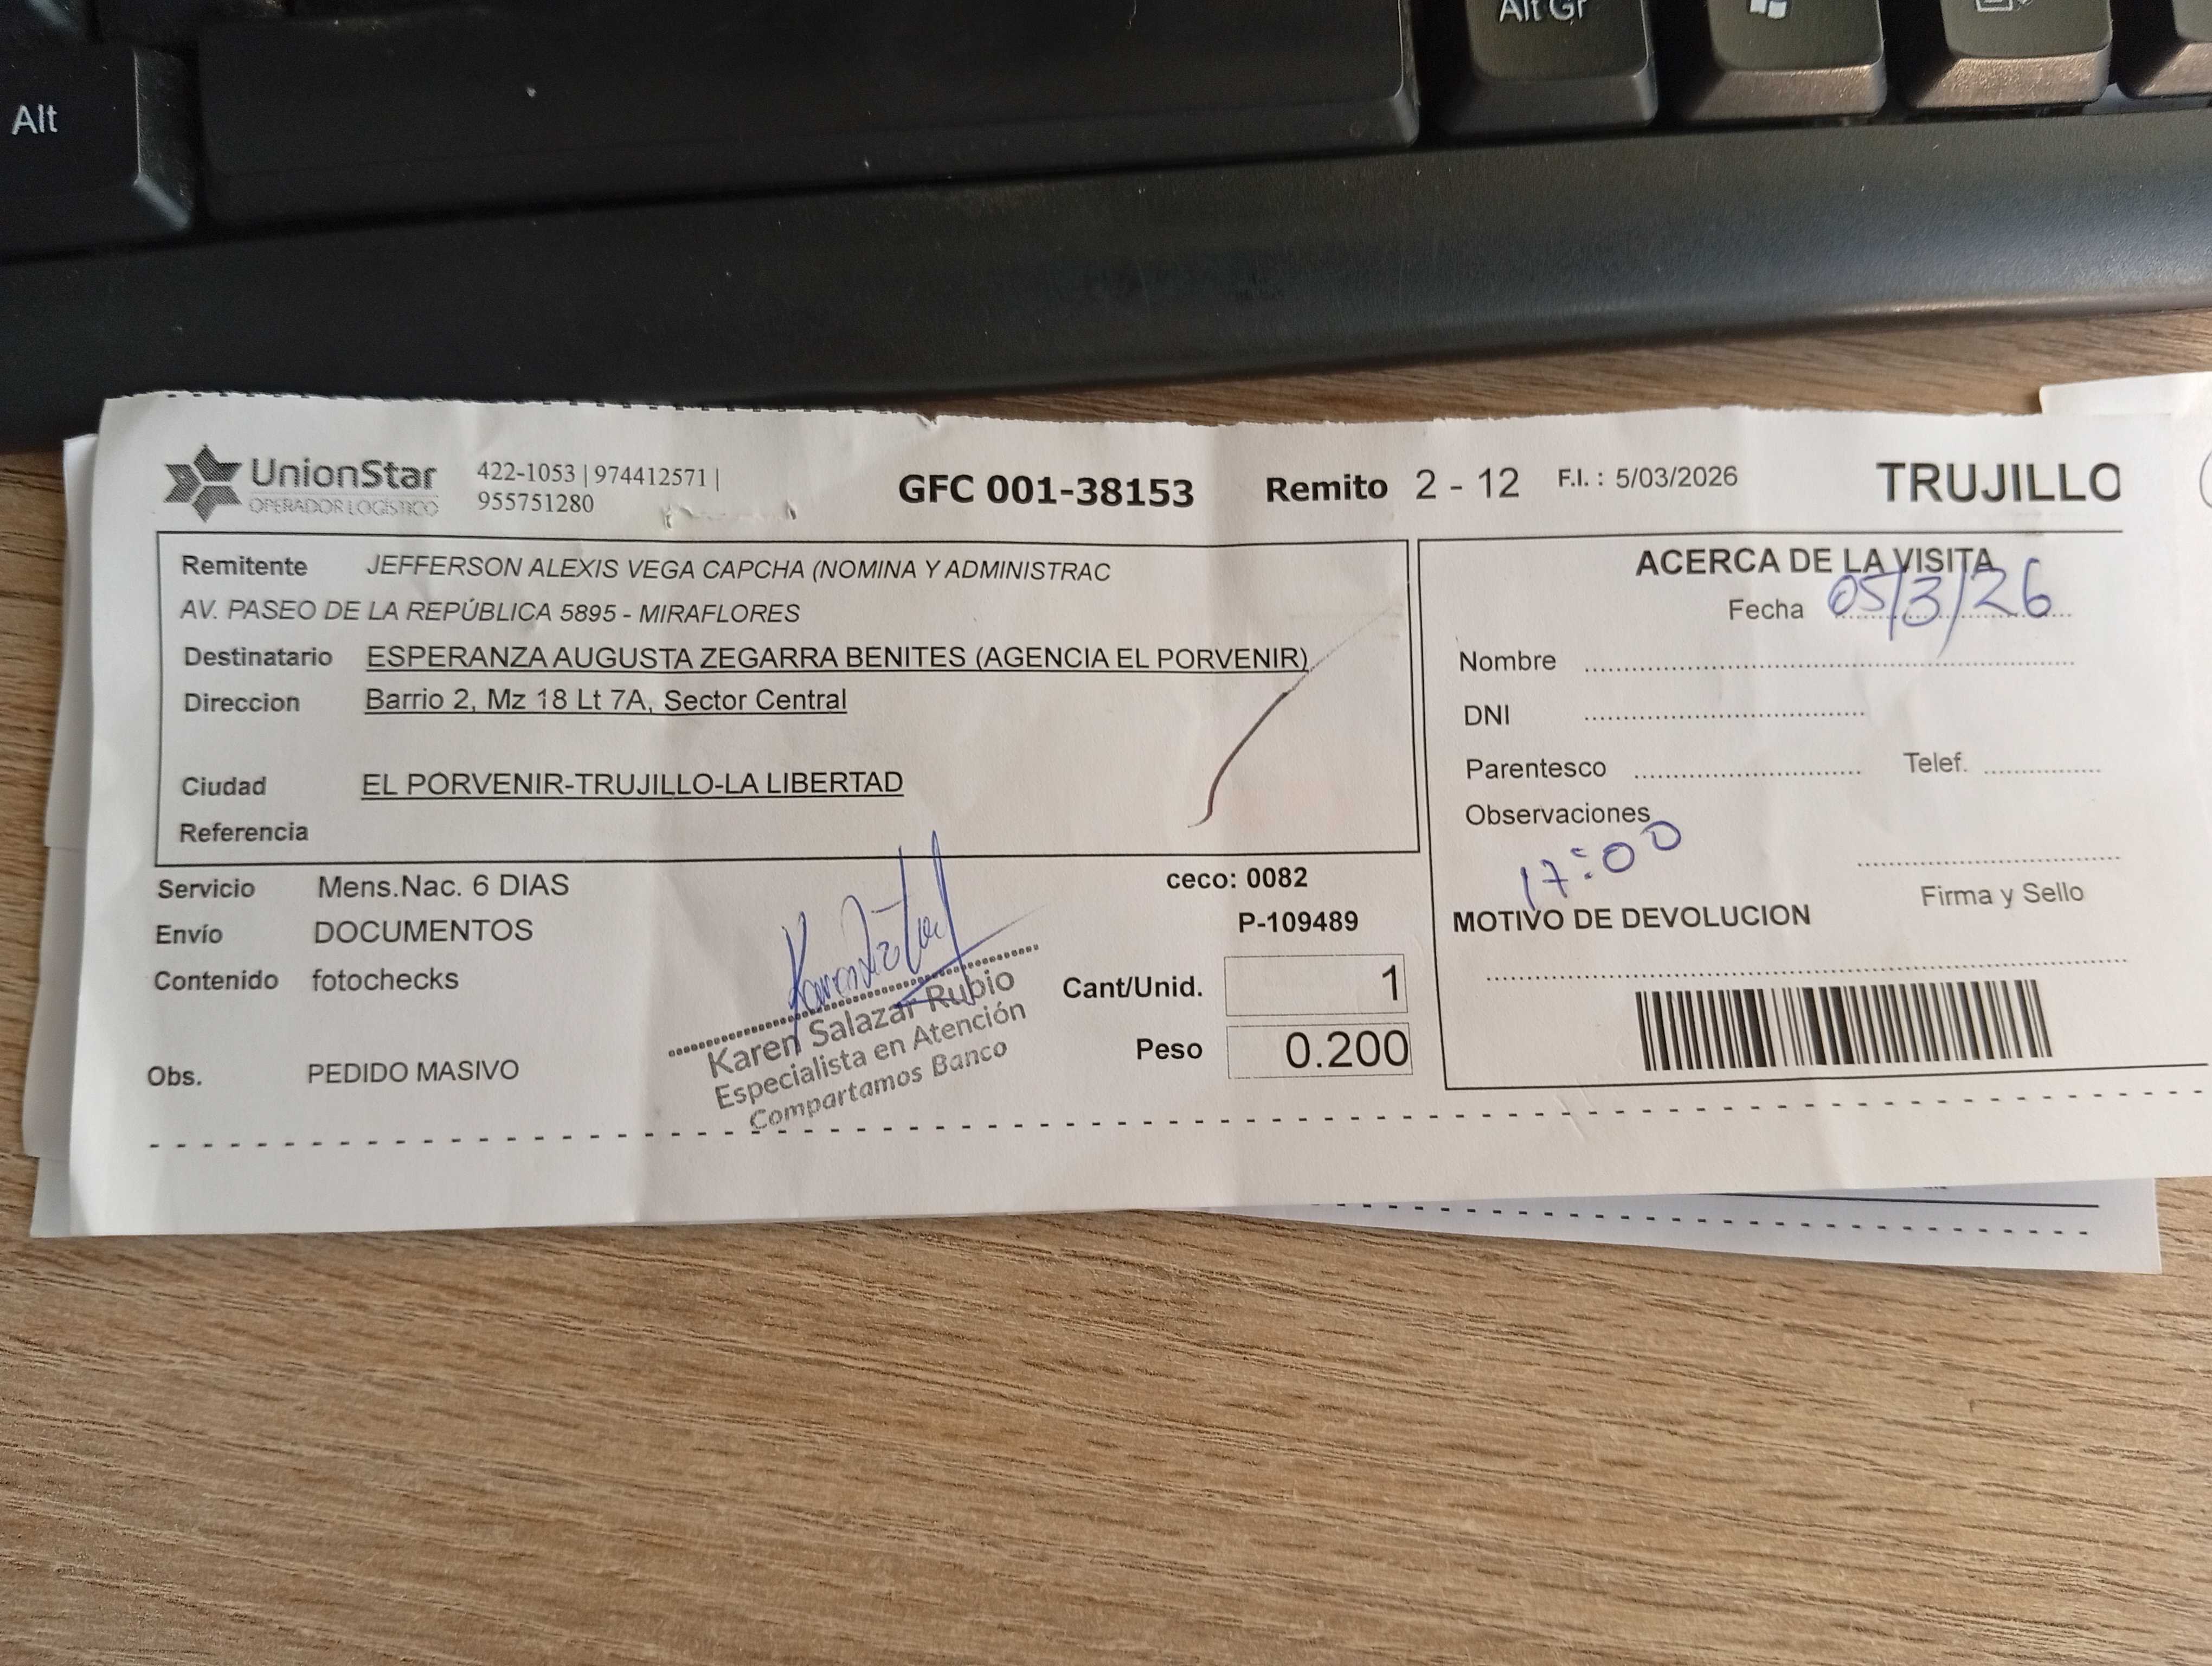 Alt
Alt Gr
UnionStar
OPERADOR LOGÍSTICO
422-1053 | 974412571 |
955751280
GFC 001-38153
Remito 2 - 12
F.I. : 5/03/2026
TRUJILLO
Remitente JEFFERSON ALEXIS VEGA CAPCHA (NOMINA Y ADMINISTRAC
AV. PASEO DE LA REPÚBLICA 5895 - MIRAFLORES
Destinatario ESPERANZA AUGUSTA ZEGARRA BENITES (AGENCIA EL PORVENIR)
Direccion Barrio 2, Mz 18 Lt 7A, Sector Central
Ciudad EL PORVENIR-TRUJILLO-LA LIBERTAD
Referencia
Servicio Mens.Nac. 6 DIAS
Envío DOCUMENTOS
Contenido fotochecks
Obs. PEDIDO MASIVO
Karen Salazar Rubio
Especialista en Atención
Compartamos Banco
ceco: 0082
P-109489
Cant/Unid. 1
Peso 0.200
ACERCA DE LA VISITA
Fecha 05/3/26
Nombre
DNI
Parentesco Telef.
Observaciones
17:00
Firma y Sello
MOTIVO DE DEVOLUCION